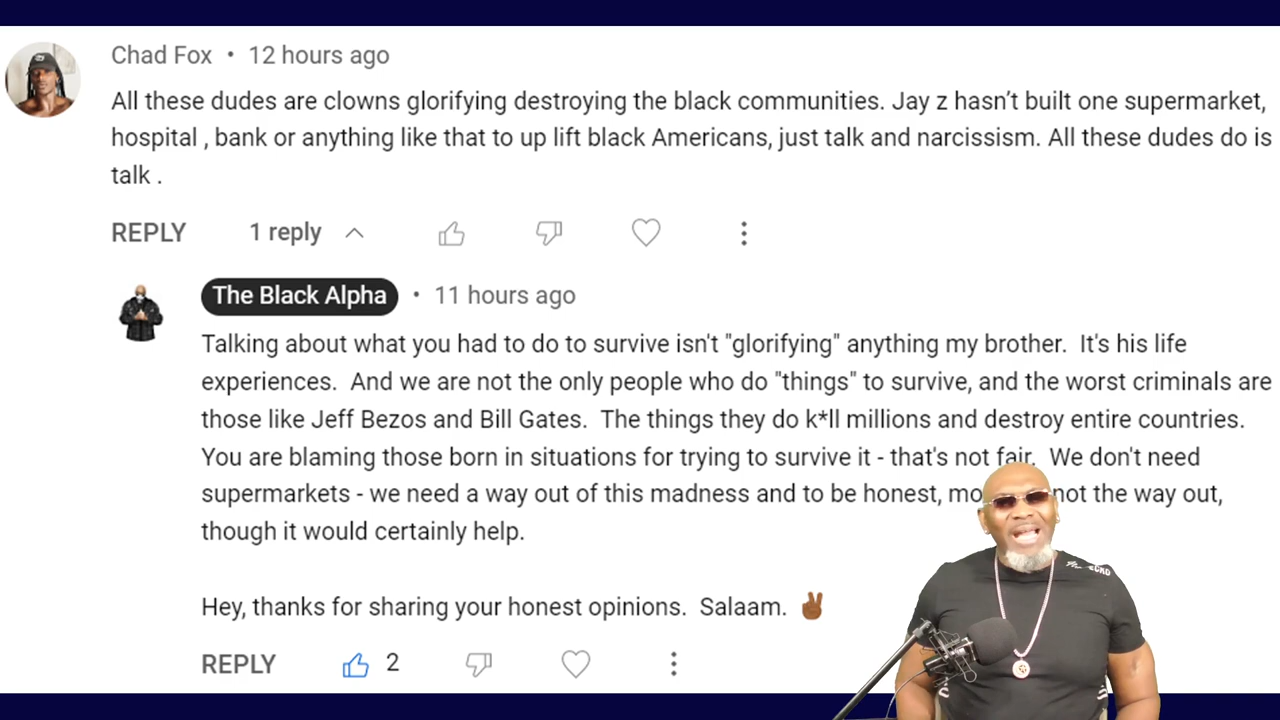 Chad Fox • 12 hours ago
All these dudes are clowns glorifying destroying the black communities. Jay z hasn’t built one supermarket,
hospital , bank or anything like that to up lift black Americans, just talk and narcissism. All these dudes do is
talk .
REPLY 1 reply
The Black Alpha • 11 hours ago
Talking about what you had to do to survive isn't "glorifying" anything my brother. It's his life
experiences. And we are not the only people who do "things" to survive, and the worst criminals are
those like Jeff Bezos and Bill Gates. The things they do k*ll millions and destroy entire countries.
You are blaming those born in situations for trying to survive it - that's not fair. We don't need
supermarkets - we need a way out of this madness and to be honest, not the way out,
though it would certainly help.
Hey, thanks for sharing your honest opinions. Salaam. ✌🏾
REPLY 2